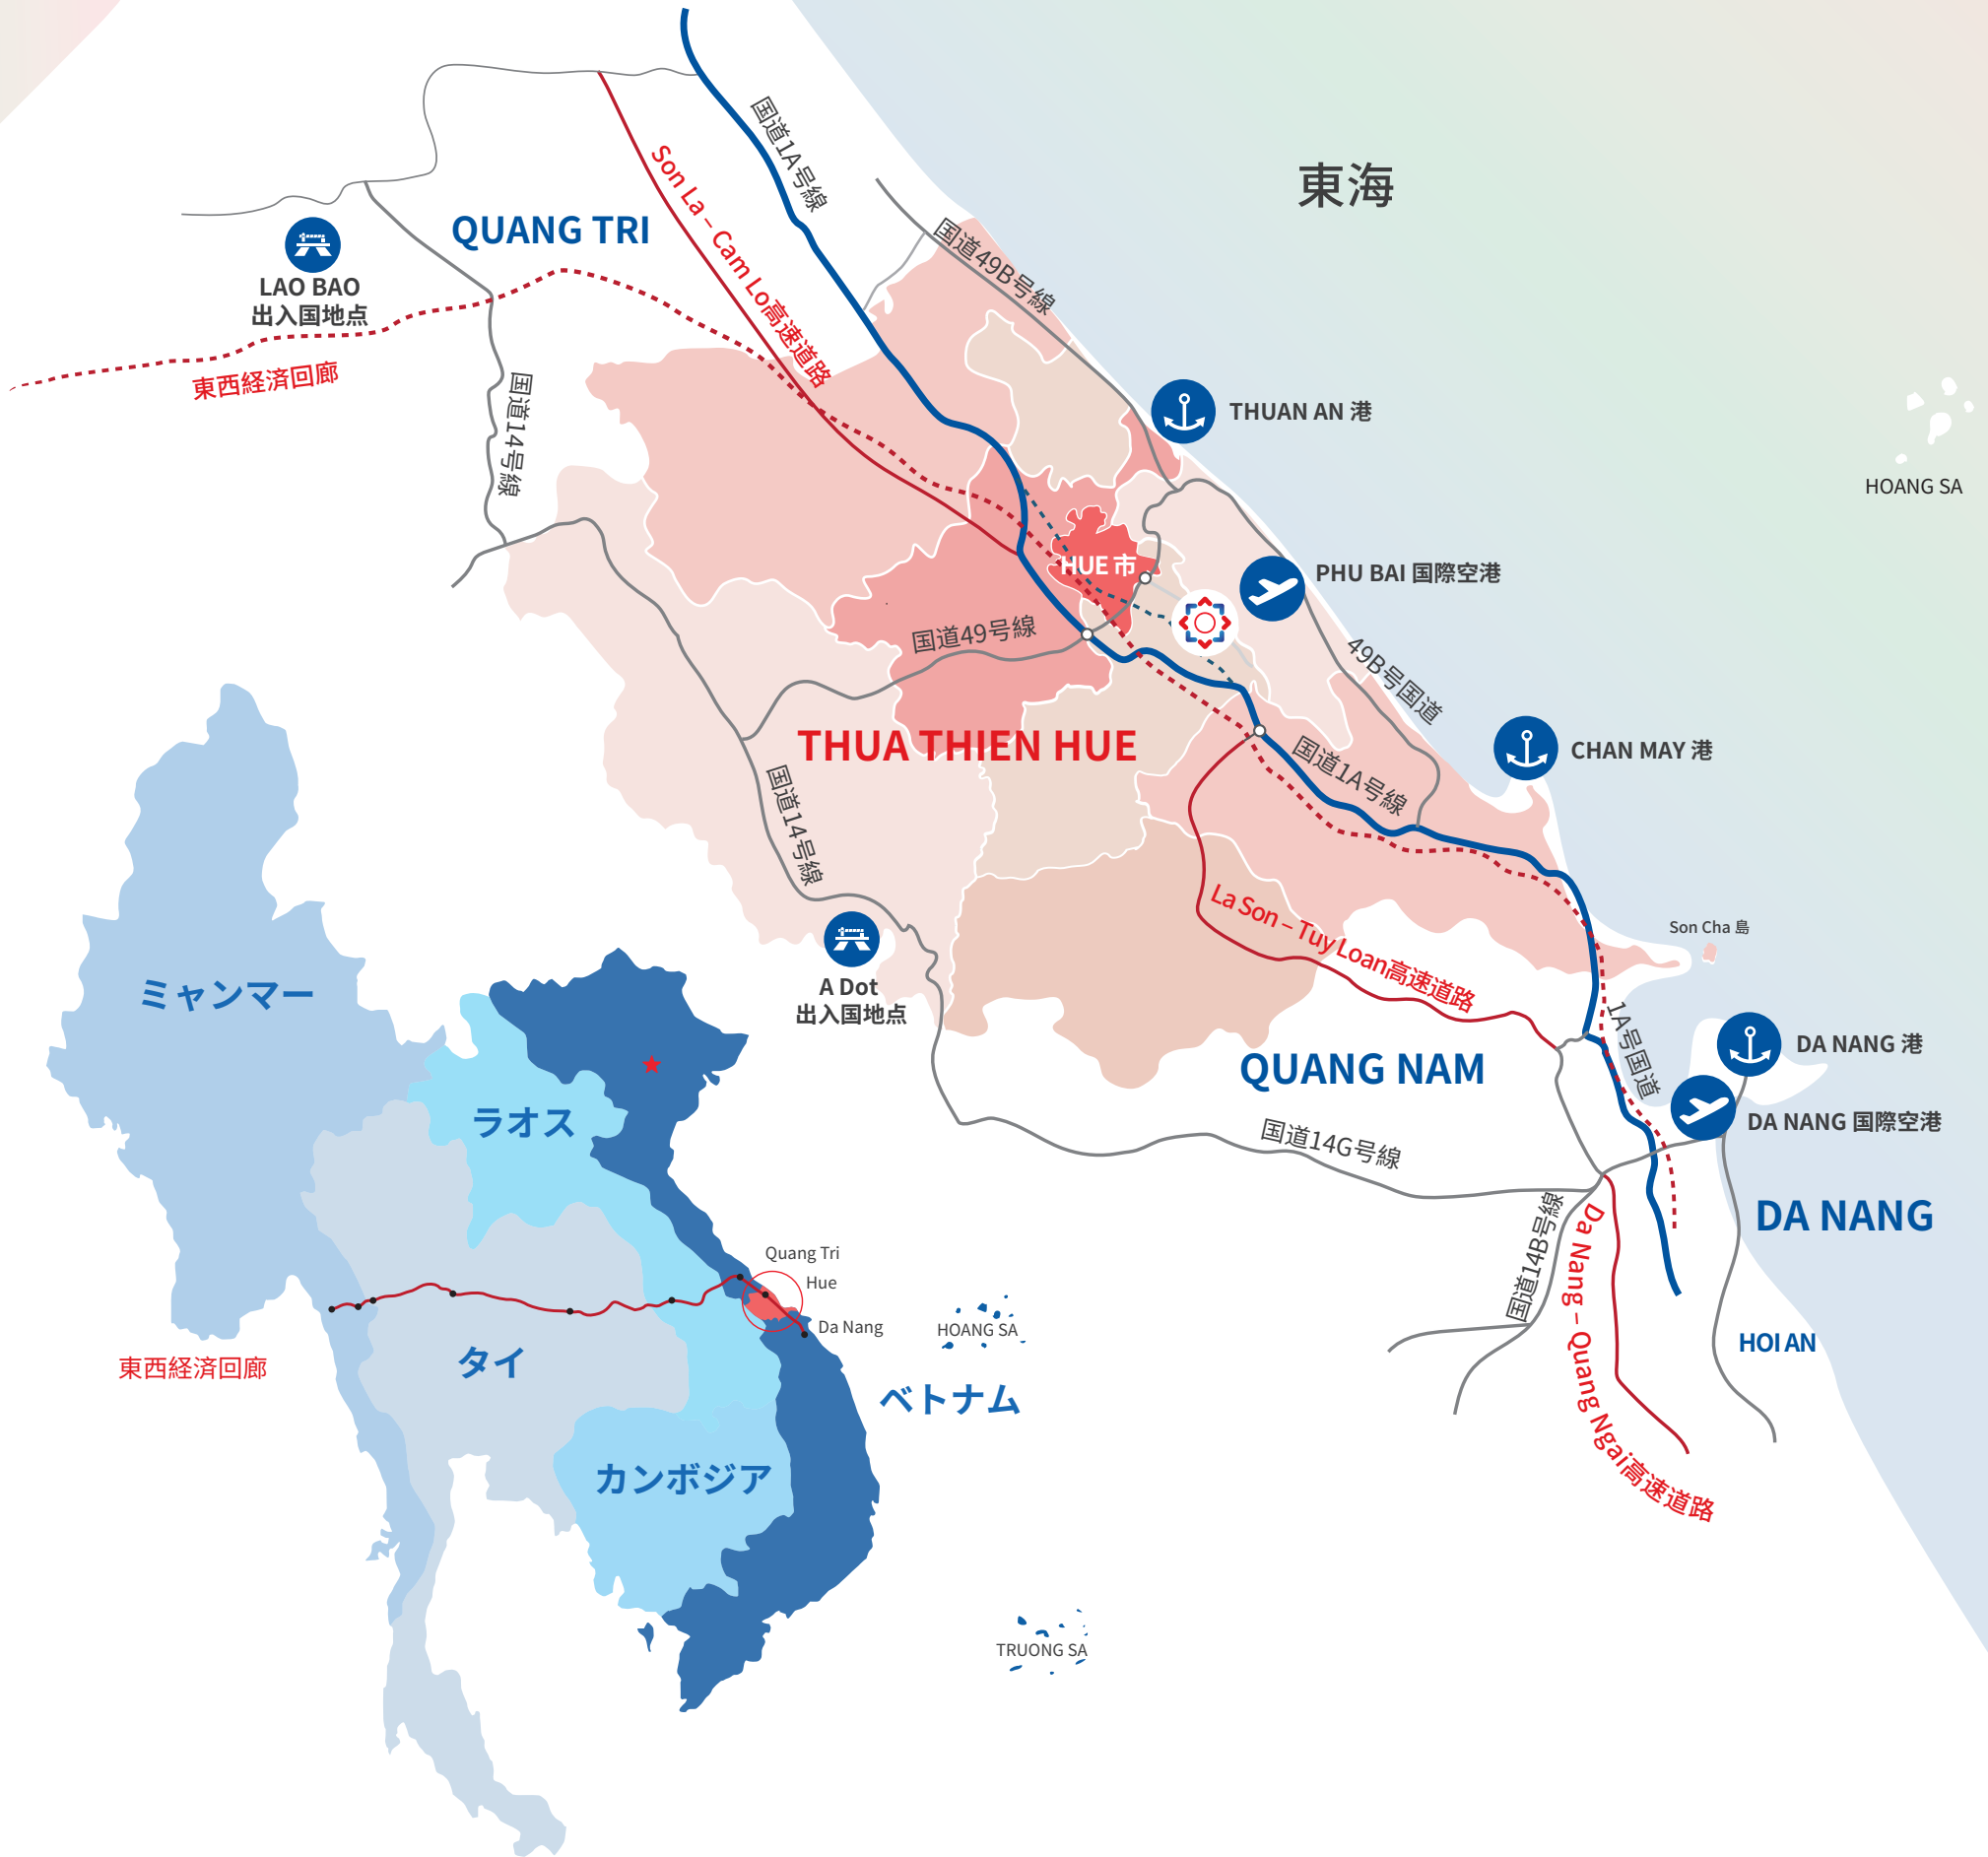 東海
国道1A号線
Son La – Cam Lo高速道路
QUANG TRI
国道49B号線
LAO BAO
出入国地点
東西経済回廊
国道14号線
THUAN AN 港
HOANG SA
HUE 市
PHU BAI 国際空港
国道49号線
49B号国道
THUA THIEN HUE
国道1A号線
CHAN MAY 港
国道14号線
La Son – Tuy Loan高速道路
Son Cha 島
A Dot
出入国地点
ミャンマー
1A号国道
DA NANG 港
QUANG NAM
ラオス
DA NANG 国際空港
国道14G号線
国道14B号線
DA NANG
Da Nang – Quang Ngai高速道路
Quang Tri
Hue
Da Nang
HOANG SA
HOI AN
東西経済回廊
タイ
ベトナム
カンボジア
TRUONG SA